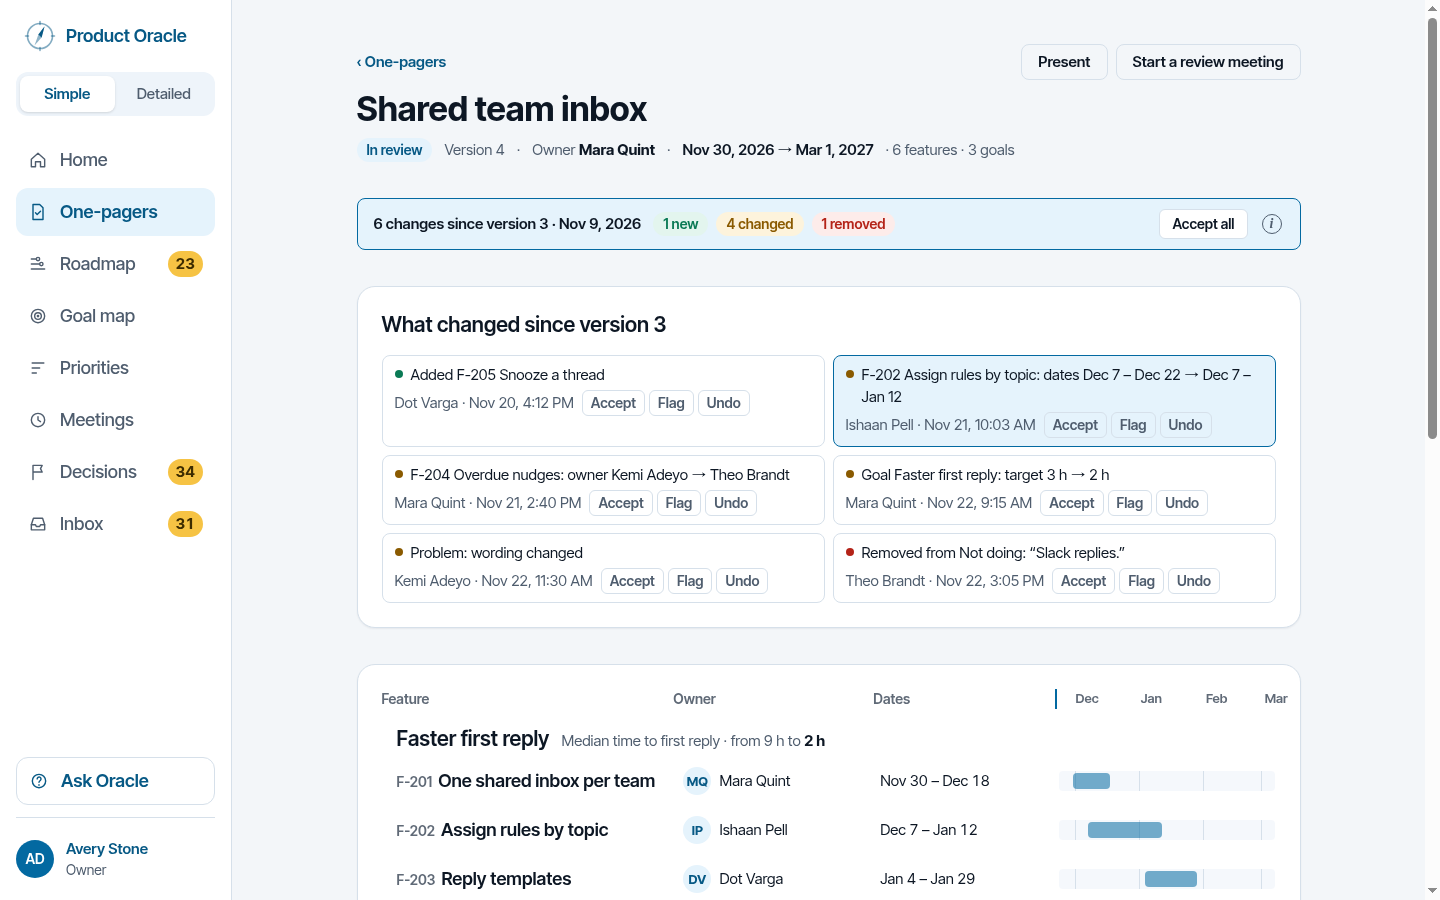 Product Oracle
Simple
Detailed
Home
One-pagers
Roadmap 23
Goal map
Priorities
Meetings
Decisions 34
Inbox 31
Ask Oracle
AD
Avery Stone
Owner
‹ One-pagers
Present
Start a review meeting
Shared team inbox
In review Version 4 · Owner Mara Quint · Nov 30, 2026 → Mar 1, 2027 · 6 features · 3 goals
6 changes since version 3 · Nov 9, 2026 1 new 4 changed 1 removed Accept all i
What changed since version 3
Added F-205 Snooze a thread
Dot Varga · Nov 20, 4:12 PM Accept Flag Undo
F-202 Assign rules by topic: dates Dec 7 – Dec 22 → Dec 7 –
Jan 12
Ishaan Pell · Nov 21, 10:03 AM Accept Flag Undo
F-204 Overdue nudges: owner Kemi Adeyo → Theo Brandt
Mara Quint · Nov 21, 2:40 PM Accept Flag Undo
Goal Faster first reply: target 3 h → 2 h
Mara Quint · Nov 22, 9:15 AM Accept Flag Undo
Problem: wording changed
Kemi Adeyo · Nov 22, 11:30 AM Accept Flag Undo
Removed from Not doing: “Slack replies.”
Theo Brandt · Nov 22, 3:05 PM Accept Flag Undo
Feature Owner Dates Dec Jan Feb Mar
Faster first reply Median time to first reply · from 9 h to 2 h
F-201 One shared inbox per team MQ Mara Quint Nov 30 – Dec 18
F-202 Assign rules by topic IP Ishaan Pell Dec 7 – Jan 12
F-203 Reply templates DV Dot Varga Jan 4 – Jan 29